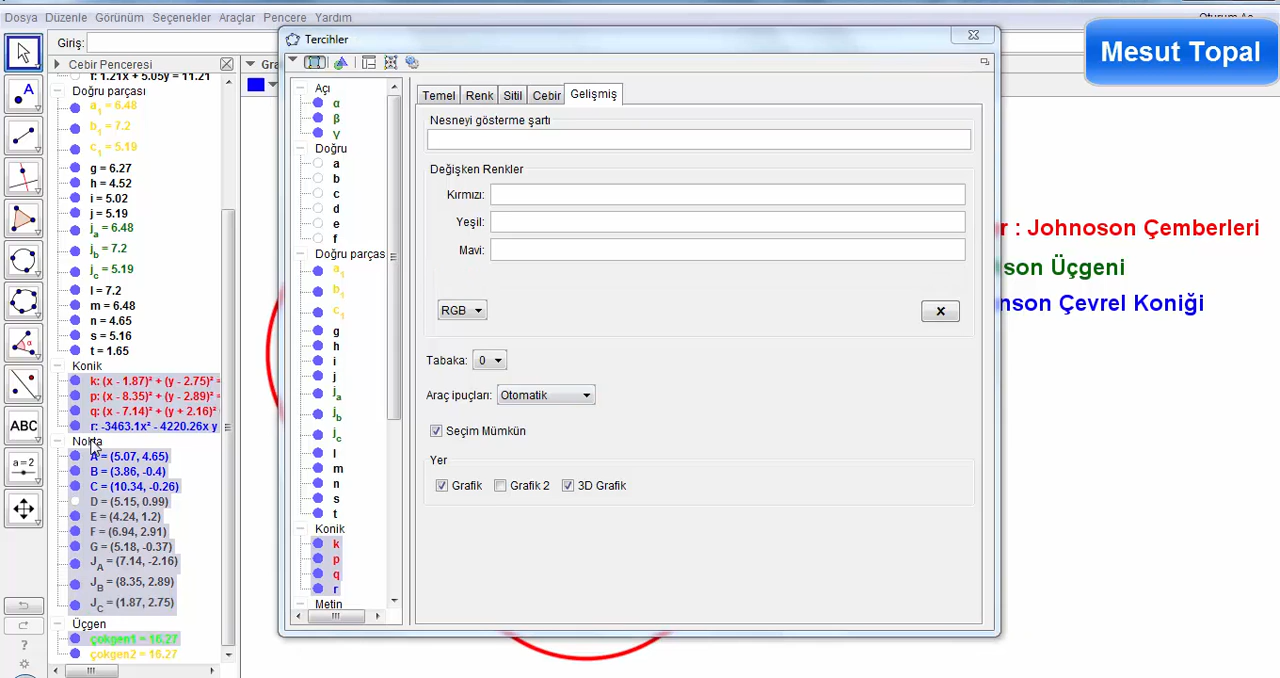 Dosya Düzenle Görünüm Seçenekler Araçlar Pencere Yardım
Giriş:
Mesut Topal
Cebir Penceresi
f: 1.21x + 5.05y = 11.21
Doğru parçası
a1 = 6.48
b1 = 7.2
c1 = 5.19
g = 6.27
h = 4.52
i = 5.02
j = 5.19
ja = 6.48
jb = 7.2
jc = 5.19
l = 7.2
m = 6.48
n = 4.65
s = 5.16
t = 1.65
Konik
k: (x - 1.87)² + (y - 2.75)² =
p: (x - 8.35)² + (y - 2.89)² =
q: (x - 7.14)² + (y + 2.16)²
r: -3463.1x² - 4220.26x y
Nokta
A = (5.07, 4.65)
B = (3.86, -0.4)
C = (10.34, -0.26)
D = (5.15, 0.99)
E = (4.24, 1.2)
F = (6.94, 2.91)
G = (5.18, -0.37)
JA = (7.14, -2.16)
JB = (8.35, 2.89)
JC = (1.87, 2.75)
Üçgen
çokgen1 = 16.27
çokgen2 = 16.27
A
α
ABC
a=2
?
Gra
Tercihler
Açı
α
β
γ
Doğru
a
b
c
d
e
f
Doğru parças
a1
b1
c1
g
h
i
j
ja
jb
jc
l
m
n
s
t
Konik
k
p
q
r
Metin
Temel Renk Sitil Cebir Gelişmiş
Nesneyi gösterme şartı
Değişken Renkler
Kırmızı:
Yeşil:
Mavi:
RGB
x
Tabaka: 0
Araç ipuçları: Otomatik
Seçim Mümkün
Yer
Grafik Grafik 2 3D Grafik
r : Johnoson Çemberleri
son Üçgeni
nson Çevrel Koniği